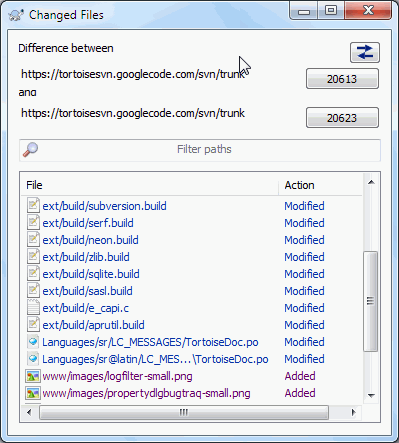 Changed Files
Difference between
https://tortoisesvn.googlecode.com/svn/trunk
20613
and
https://tortoisesvn.googlecode.com/svn/trunk
20623
Filter paths
File Action
ext/build/subversion.build Modified
ext/build/serf.build Modified
ext/build/neon.build Modified
ext/build/zlib.build Modified
ext/build/sqlite.build Modified
ext/build/sasl.build Modified
ext/build/e_capi.c Modified
ext/build/aprutil.build Modified
Languages/sr/LC_MESSAGES/TortoiseDoc.po Modified
Languages/sr@latin/LC_MES...\TortoiseDoc.po Modified
www/images/logfilter-small.png Added
www/images/propertydlgbugtraq-small.png Added